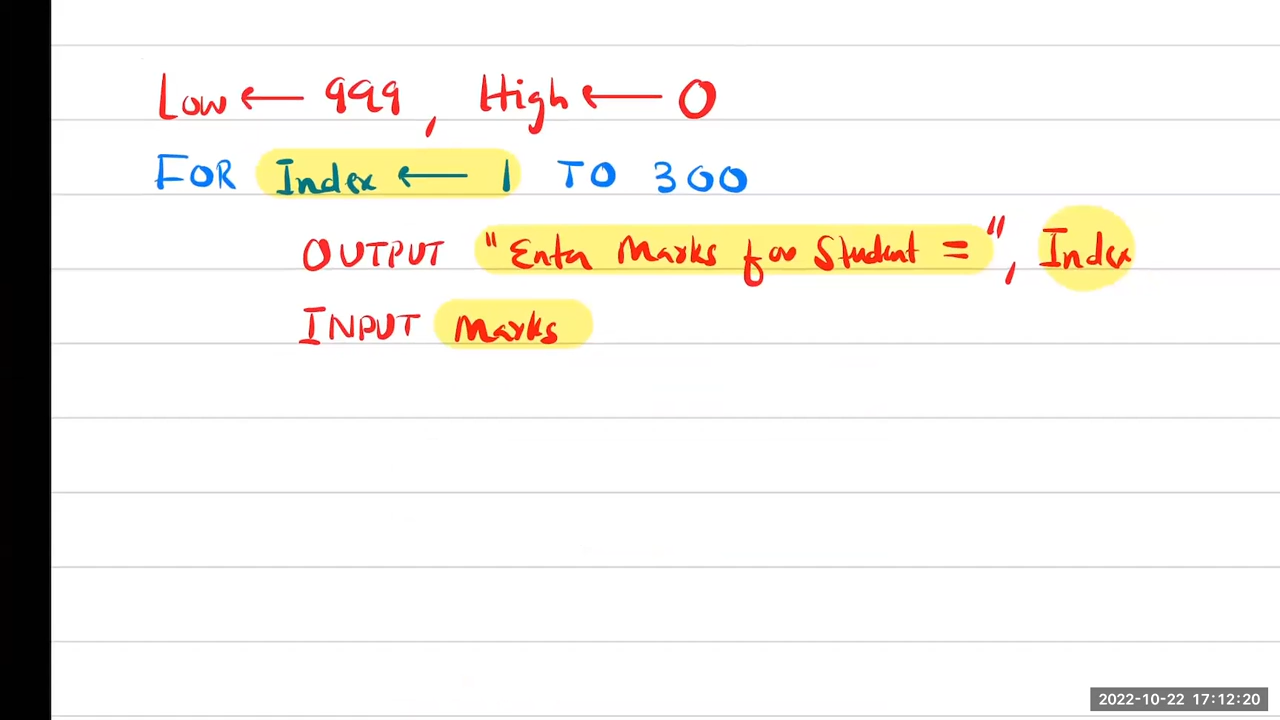 Low ← 999, High ← 0
FOR Index ← 1 TO 300
OUTPUT "Enter Marks for Student =", Index
INPUT Marks
2022-10-22 17:12:20